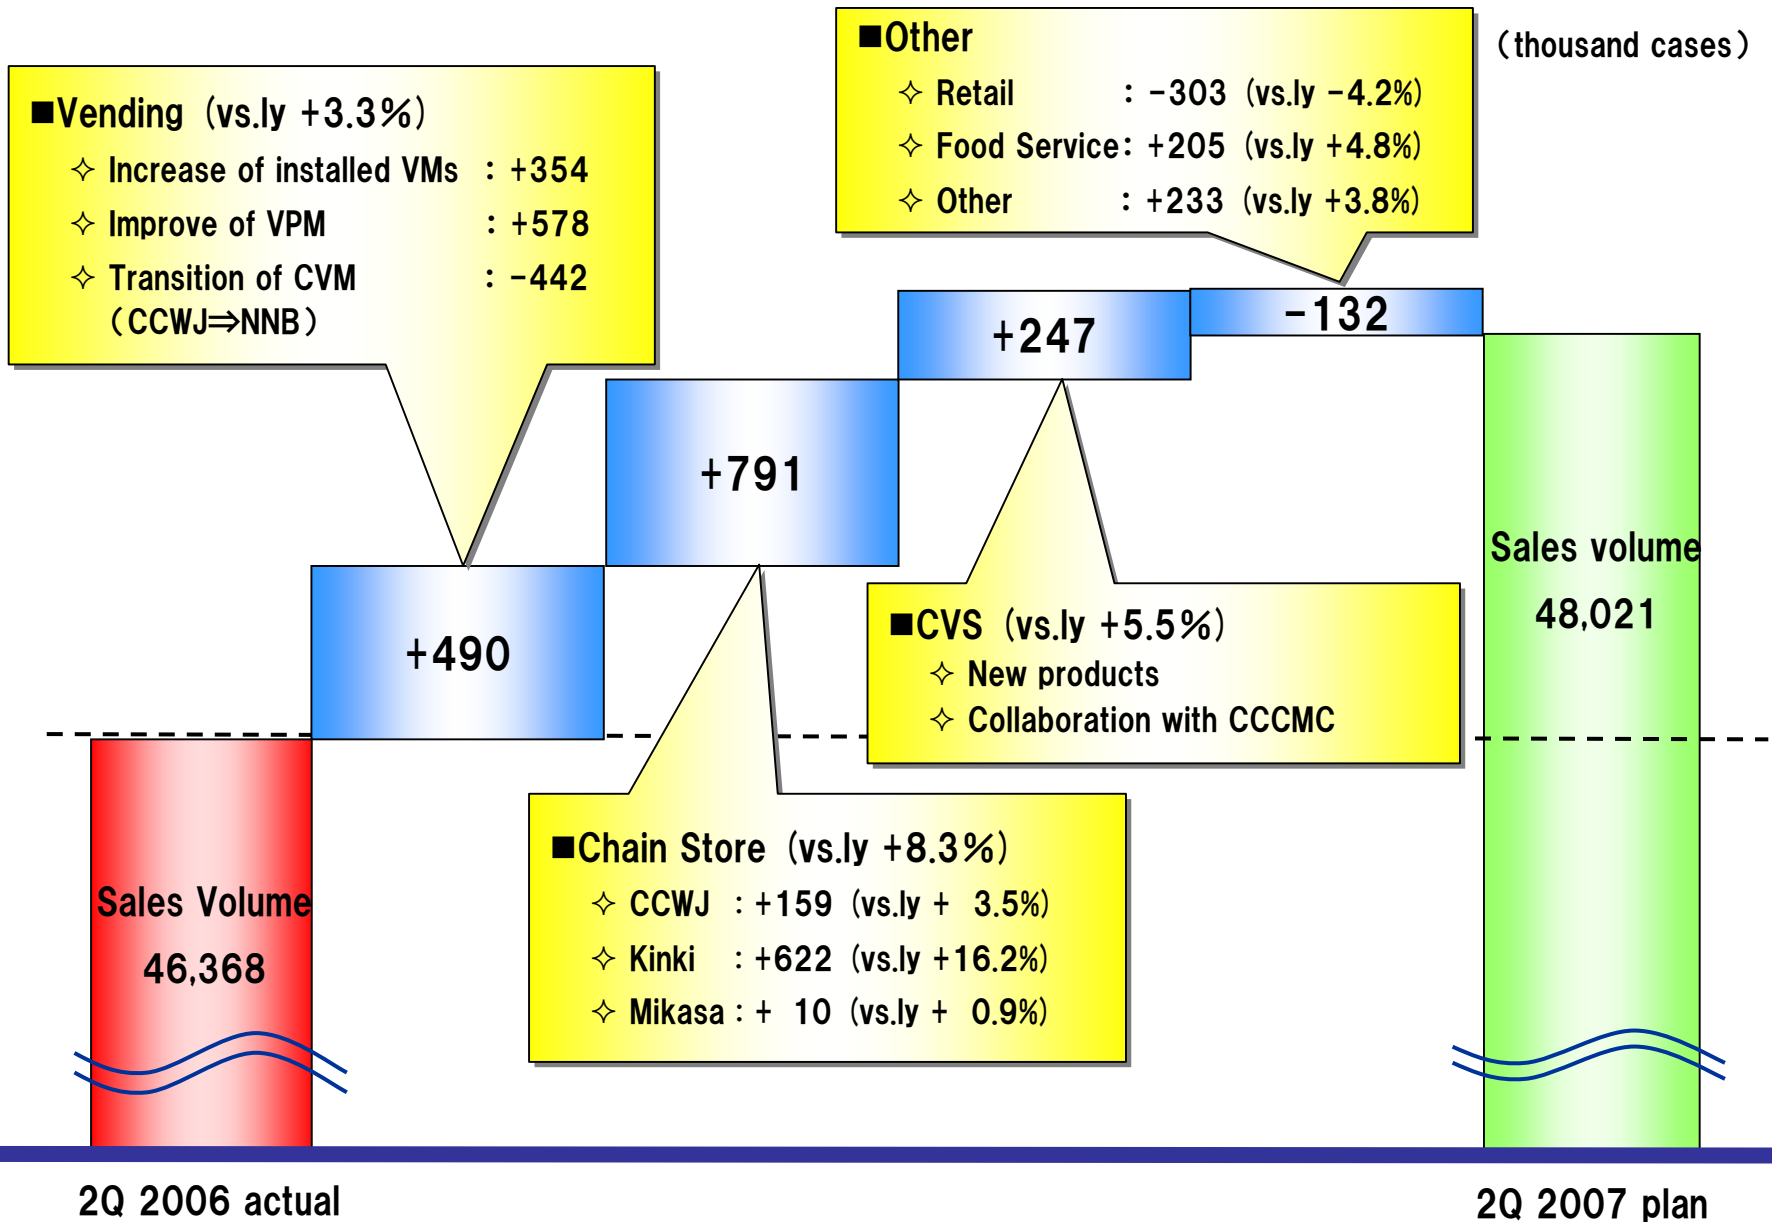 (thousand cases)
■Other
✧ Retail : -303 (vs.ly -4.2%)
✧ Food Service: +205 (vs.ly +4.8%)
✧ Other : +233 (vs.ly +3.8%)
■Vending (vs.ly +3.3%)
✧ Increase of installed VMs : +354
✧ Improve of VPM : +578
✧ Transition of CVM : -442
(CCWJ⇒NNB)
-132
+247
+791
+490
■CVS (vs.ly +5.5%)
✧ New products
✧ Collaboration with CCCMC
■Chain Store (vs.ly +8.3%)
✧ CCWJ : +159 (vs.ly + 3.5%)
✧ Kinki : +622 (vs.ly +16.2%)
✧ Mikasa : + 10 (vs.ly + 0.9%)
Sales Volume
46,368
Sales volume
48,021
2Q 2006 actual
2Q 2007 plan